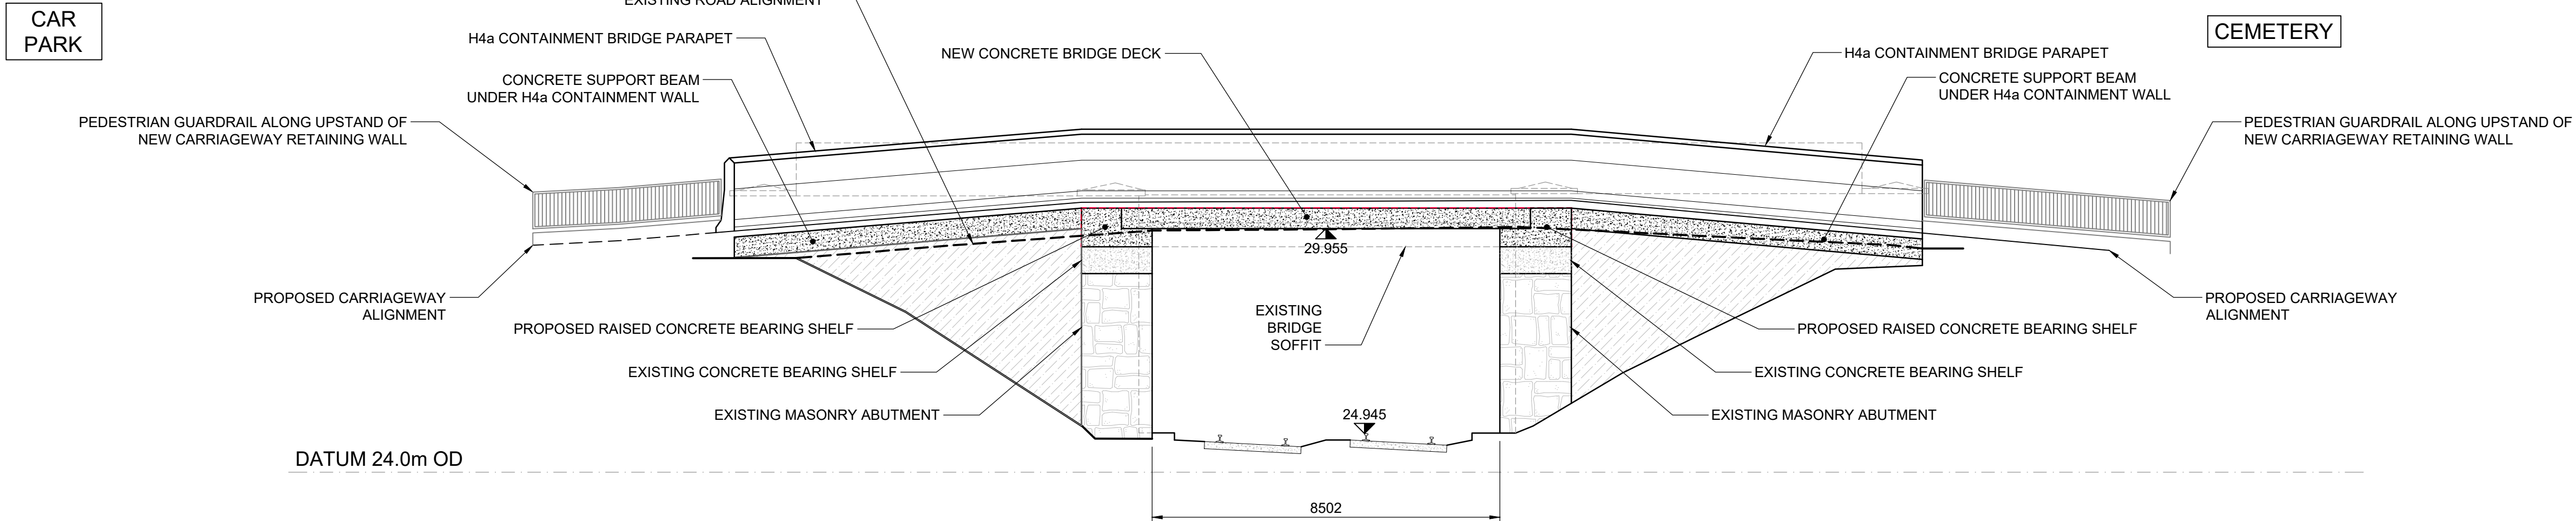 CAR
PARK
EXISTING ROAD ALIGNMENT
H4a CONTAINMENT BRIDGE PARAPET
CONCRETE SUPPORT BEAM
UNDER H4a CONTAINMENT WALL
PEDESTRIAN GUARDRAIL ALONG UPSTAND OF
NEW CARRIAGEWAY RETAINING WALL
NEW CONCRETE BRIDGE DECK
CEMETERY
H4a CONTAINMENT BRIDGE PARAPET
CONCRETE SUPPORT BEAM
UNDER H4a CONTAINMENT WALL
PEDESTRIAN GUARDRAIL ALONG UPSTAND OF
NEW CARRIAGEWAY RETAINING WALL
29.955
PROPOSED CARRIAGEWAY
ALIGNMENT
PROPOSED RAISED CONCRETE BEARING SHELF
EXISTING CONCRETE BEARING SHELF
EXISTING MASONRY ABUTMENT
EXISTING
BRIDGE
SOFFIT
PROPOSED CARRIAGEWAY
ALIGNMENT
PROPOSED RAISED CONCRETE BEARING SHELF
EXISTING CONCRETE BEARING SHELF
EXISTING MASONRY ABUTMENT
24.945
DATUM 24.0m OD
8502